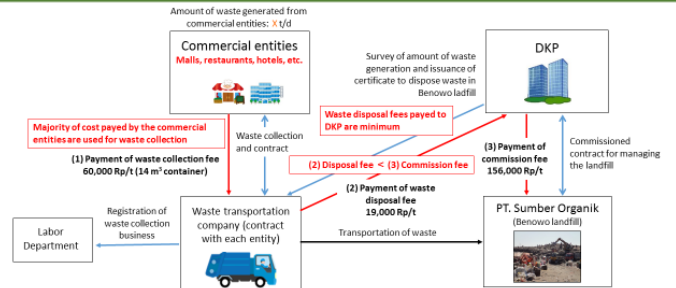 Amount of waste generated from
commercial entities: X t/d
Commercial entities
Malls, restaurants, hotels, etc.
DKP
Survey of amount of waste
generation and issuance of
certificate to dispose waste in
Benowo ladfill
Majority of cost payed by the commercial
entities are used for waste collection
Waste disposal fees payed to
DKP are minimum
Waste collection
and contract
(1) Payment of waste collection fee
60,000 Rp/t (14 m³ container)
(2) Disposal fee < (3) Commission fee
(3) Payment of
commission fee
156,000 Rp/t
Commissioned
contract for managing
the landfill
(2) Payment of waste
disposal fee
19,000 Rp/t
Labor
Department
Registration of
waste collection
business
Waste transportation
company (contract
with each entity)
Transportation of waste
PT. Sumber Organik
(Benowo landfill)